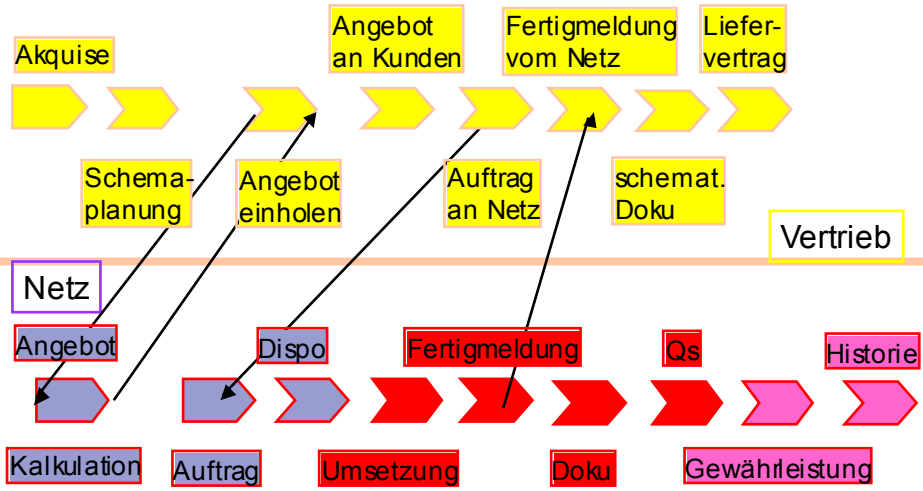 Akquise
Angebot
an Kunden
Fertigmeldung
vom Netz
Liefer-
vertrag
Schema-
planung
Angebot
einholen
Auftrag
an Netz
schemat.
Doku
Vertrieb
Netz
Angebot
Dispo
Fertigmeldung
Qs
Historie
Kalkulation
Auftrag
Umsetzung
Doku
Gewährleistung